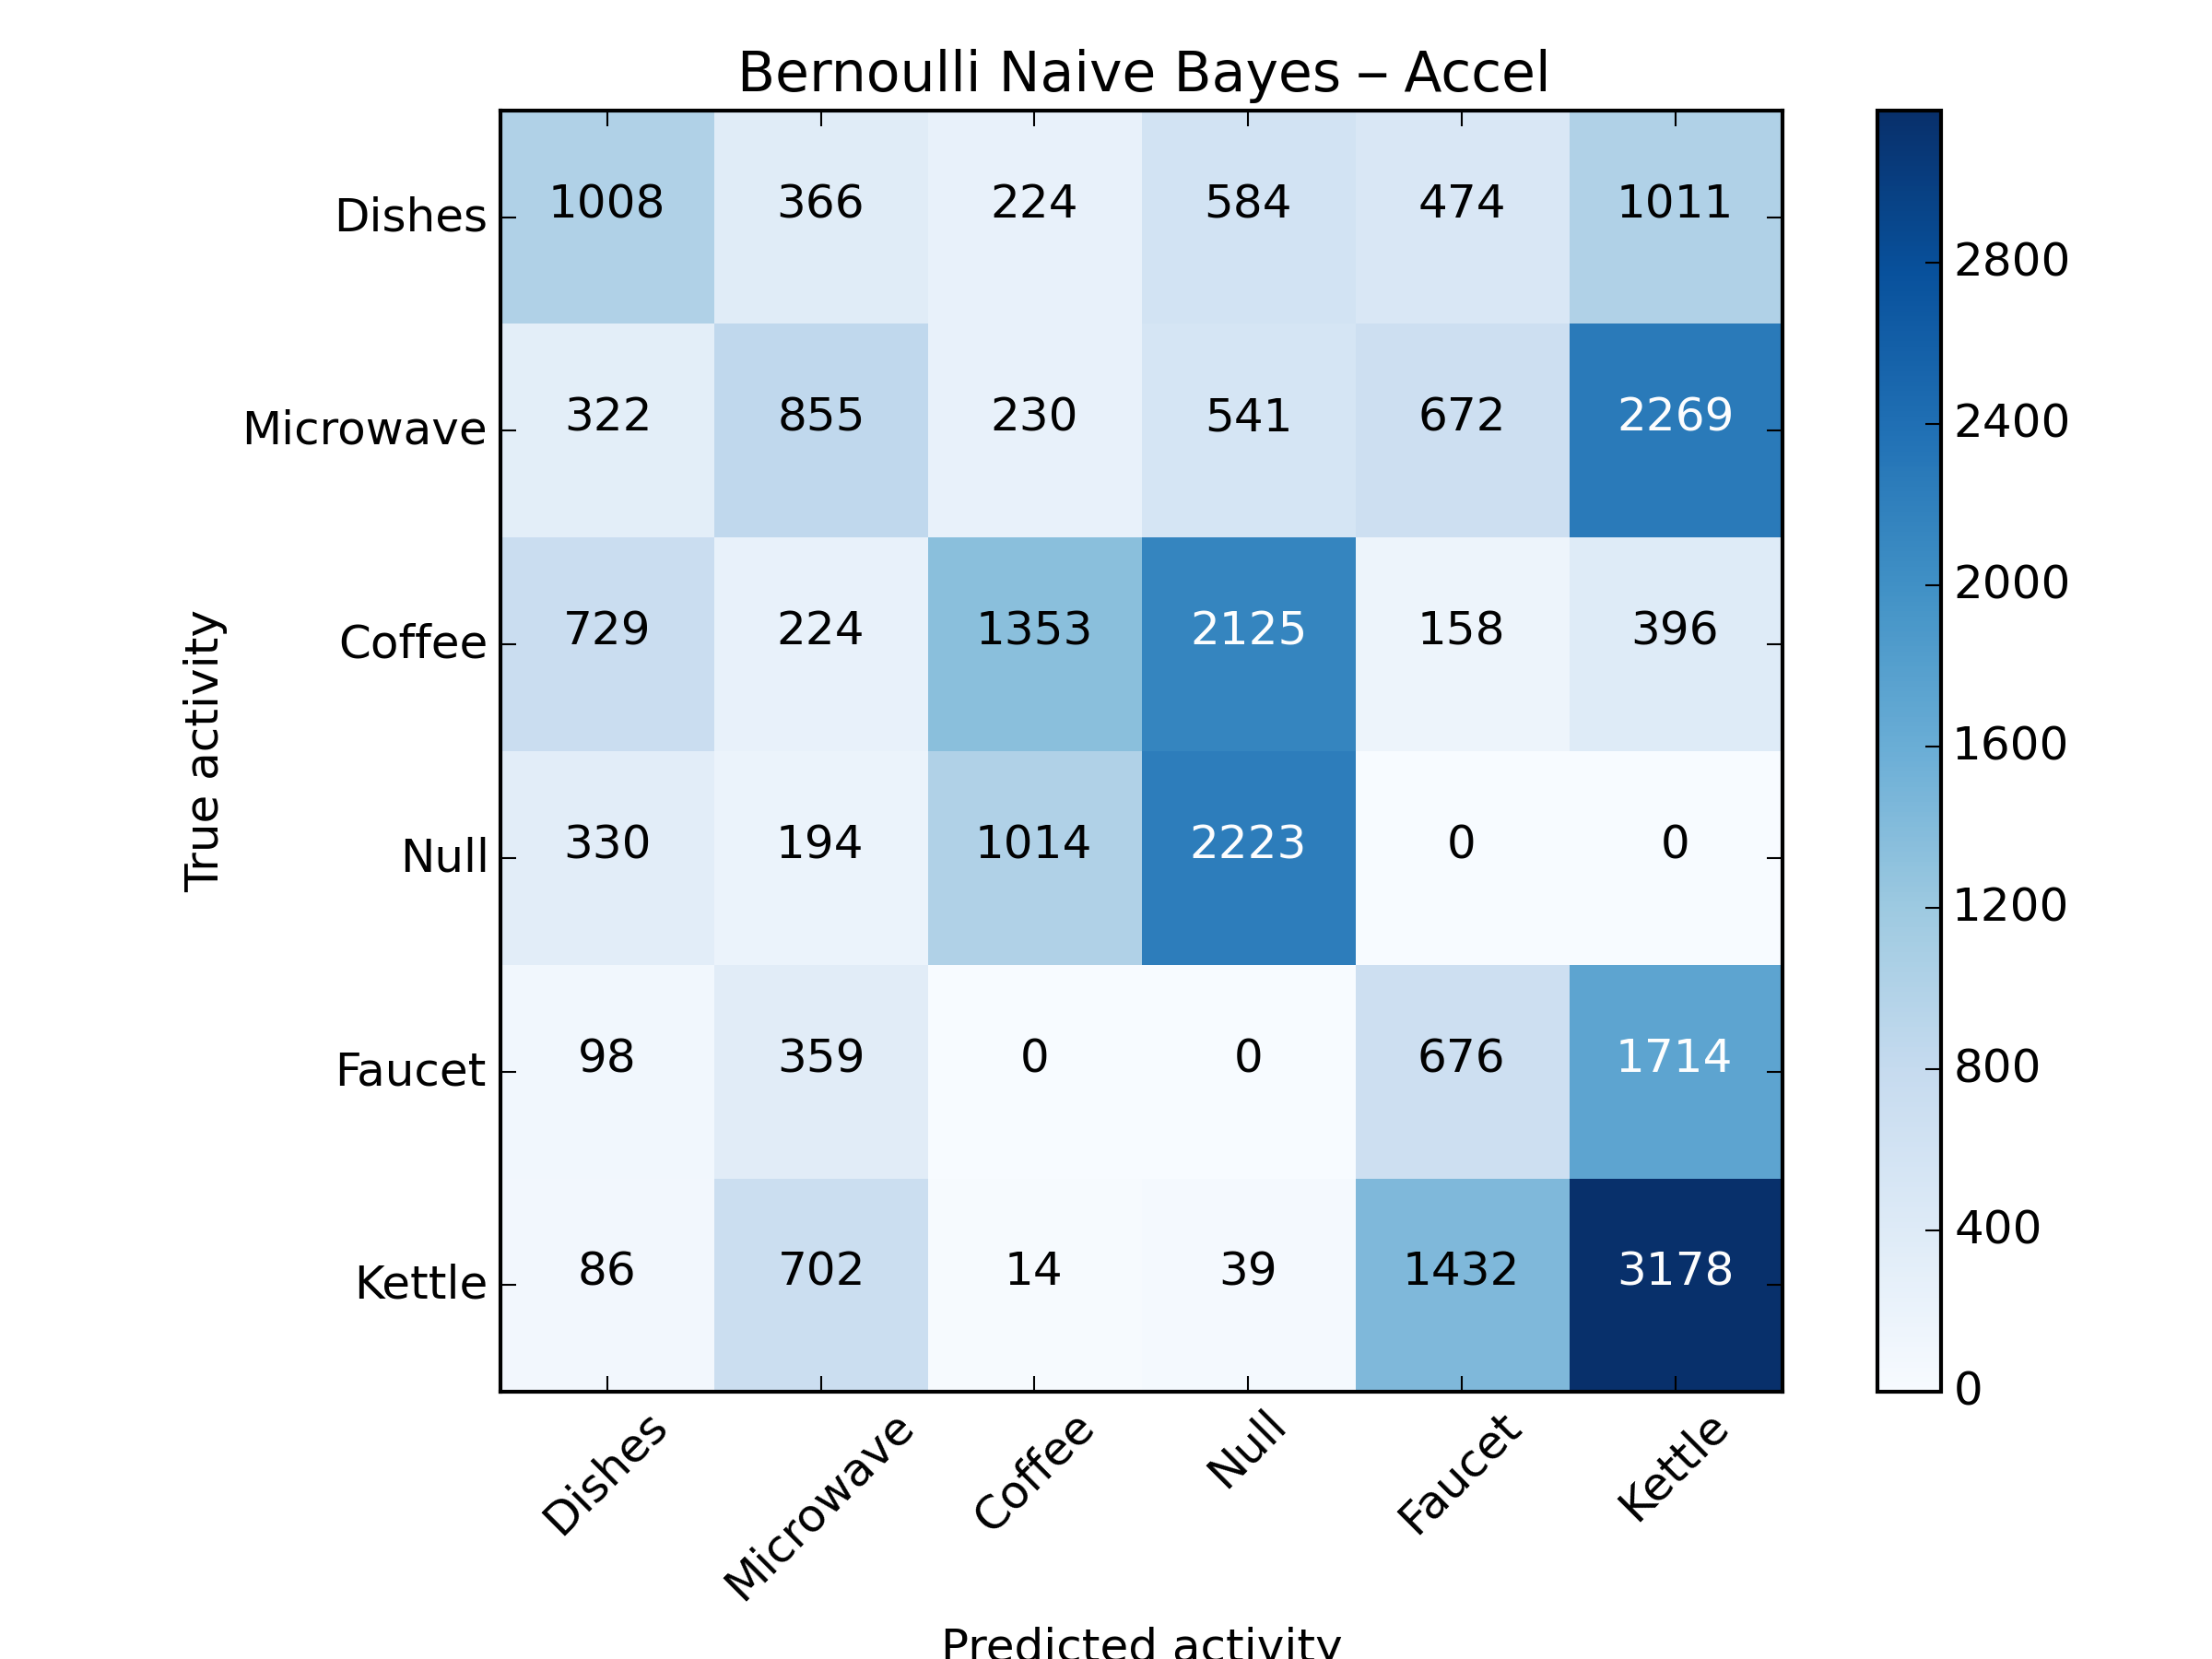 Bernoulli Naive Bayes – Accel
Dishes 1008 366 224 584 474 1011
Microwave 322 855 230 541 672 2269
Coffee 729 224 1353 2125 158 396
Null 330 194 1014 2223 0 0
Faucet 98 359 0 0 676 1714
Kettle 86 702 14 39 1432 3178
True activity
Dishes Microwave Coffee Null Faucet Kettle
Predicted activity
2800
2400
2000
1600
1200
800
400
0